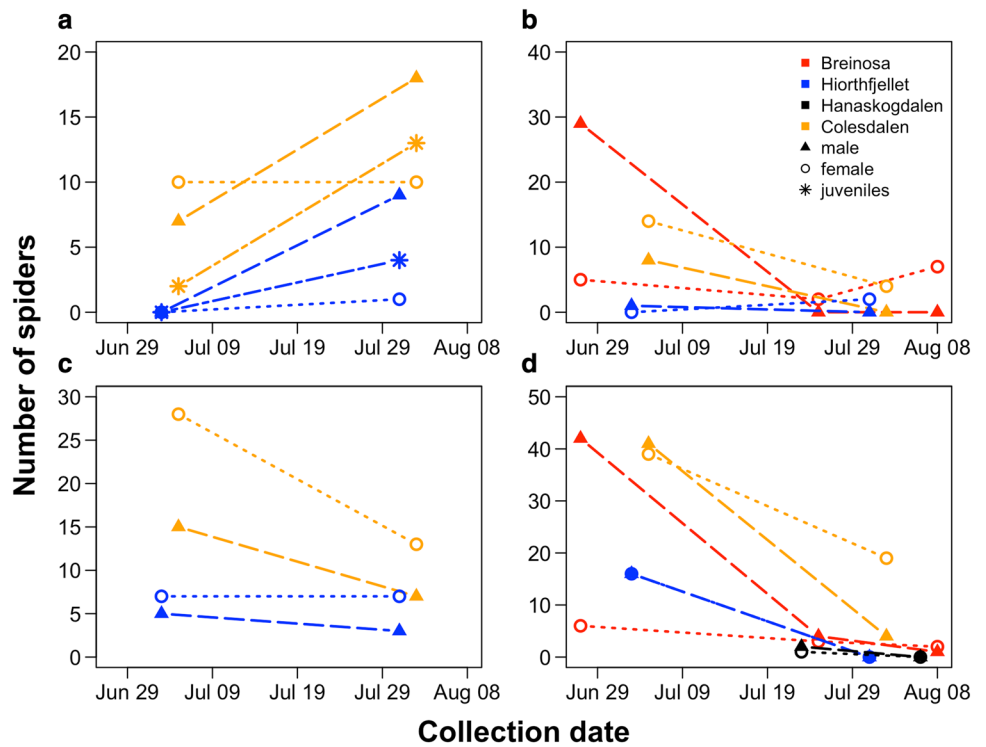 a
b
Number of spiders
20
15
10
5
0
Jun 29 Jul 09 Jul 19 Jul 29 Aug 08
40
30
20
10
0
Jun 29 Jul 09 Jul 19 Jul 29 Aug 08
Breinosa
Hiorthfjellet
Hanaskogdalen
Colesdalen
male
female
juveniles
c
d
30
25
20
15
10
5
0
Jun 29 Jul 09 Jul 19 Jul 29 Aug 08
50
40
30
20
10
0
Jun 29 Jul 09 Jul 19 Jul 29 Aug 08
Collection date